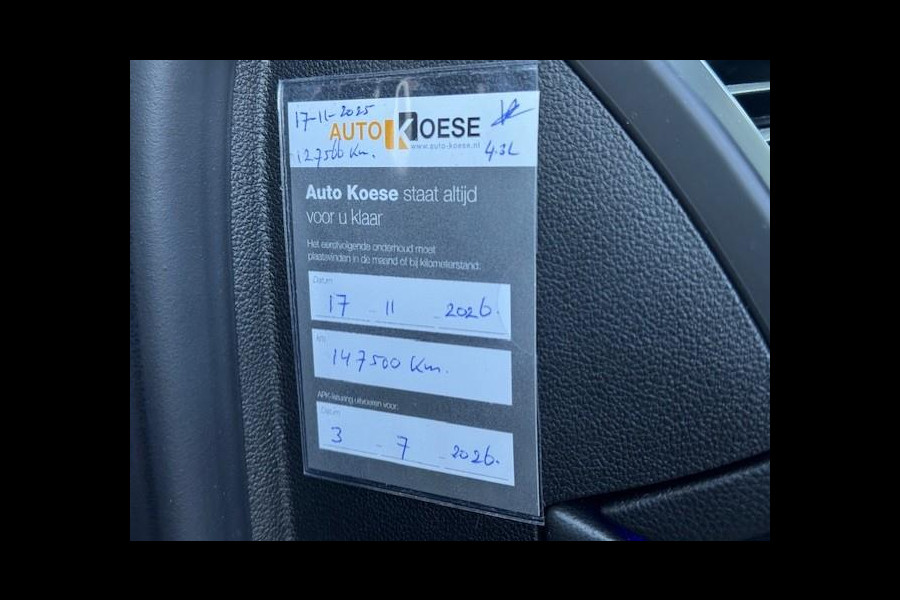 17-11-2025
AUTO KOESE
www.auto-koese.nl
127500 Km.
4.3L
Auto Koese staat altijd
voor u klaar
Het eerstvolgende onderhoud moet
plaatsvinden in de maand of bij kilometerstand:
Datum
17 - 11 - 2026.
KM
147500 Km.
APK-keuring uitvoeren voor:
Datum
3 - 7 - 2026.